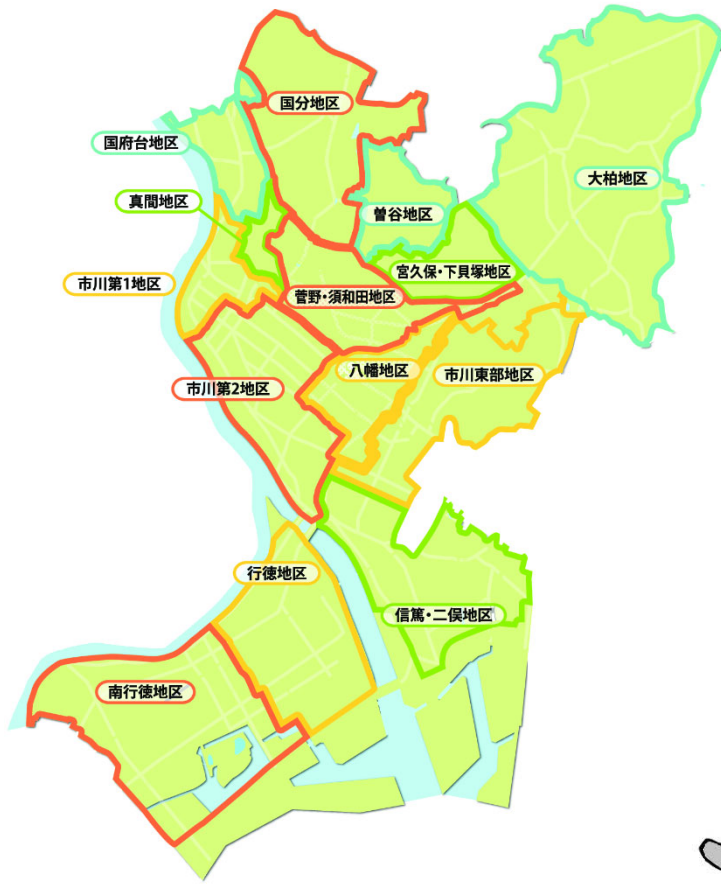 国分地区
国府台地区
大柏地区
真間地区
曽谷地区
宮久保・下貝塚地区
市川第1地区
菅野・須和田地区
八幡地区
市川東部地区
市川第2地区
行徳地区
信篤・二俣地区
南行徳地区